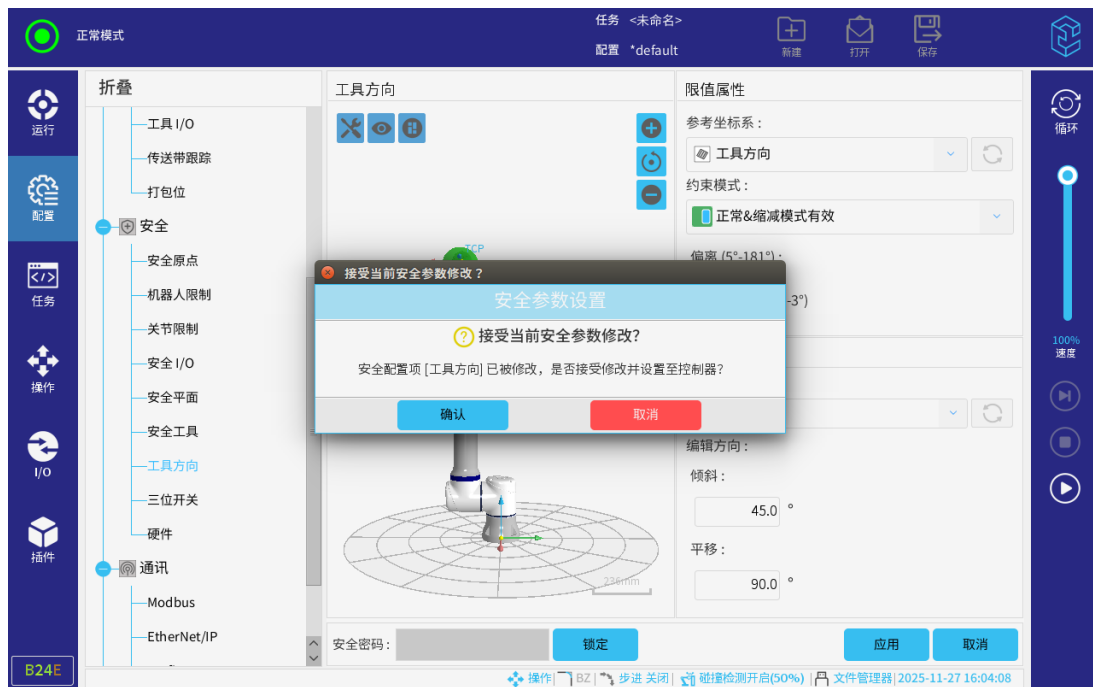 正常模式
任务 <未命名>
配置 *default
新建
打开
保存
运行
配置
任务
操作
I/O
插件
B24E
折叠
工具 I/O
传送带跟踪
打包位
安全
安全原点
机器人限制
关节限制
安全 I/O
安全平面
安全工具
工具方向
三位开关
硬件
通讯
Modbus
EtherNet/IP
工具方向
TCP
236mm
限值属性
参考坐标系：
工具方向
约束模式：
正常&缩减模式有效
偏离 (5°-181°)：
-3°)
接受当前安全参数修改？
安全参数设置
接受当前安全参数修改?
安全配置项 [工具方向] 已被修改，是否接受修改并设置至控制器？
确认
取消
编辑方向：
倾斜：
45.0 °
平移：
90.0 °
安全密码：
锁定
应用
取消
循环
100%
速度
操作| BZ | 步进 关闭| 碰撞检测开启(50%) | 文件管理器| 2025-11-27 16:04:08